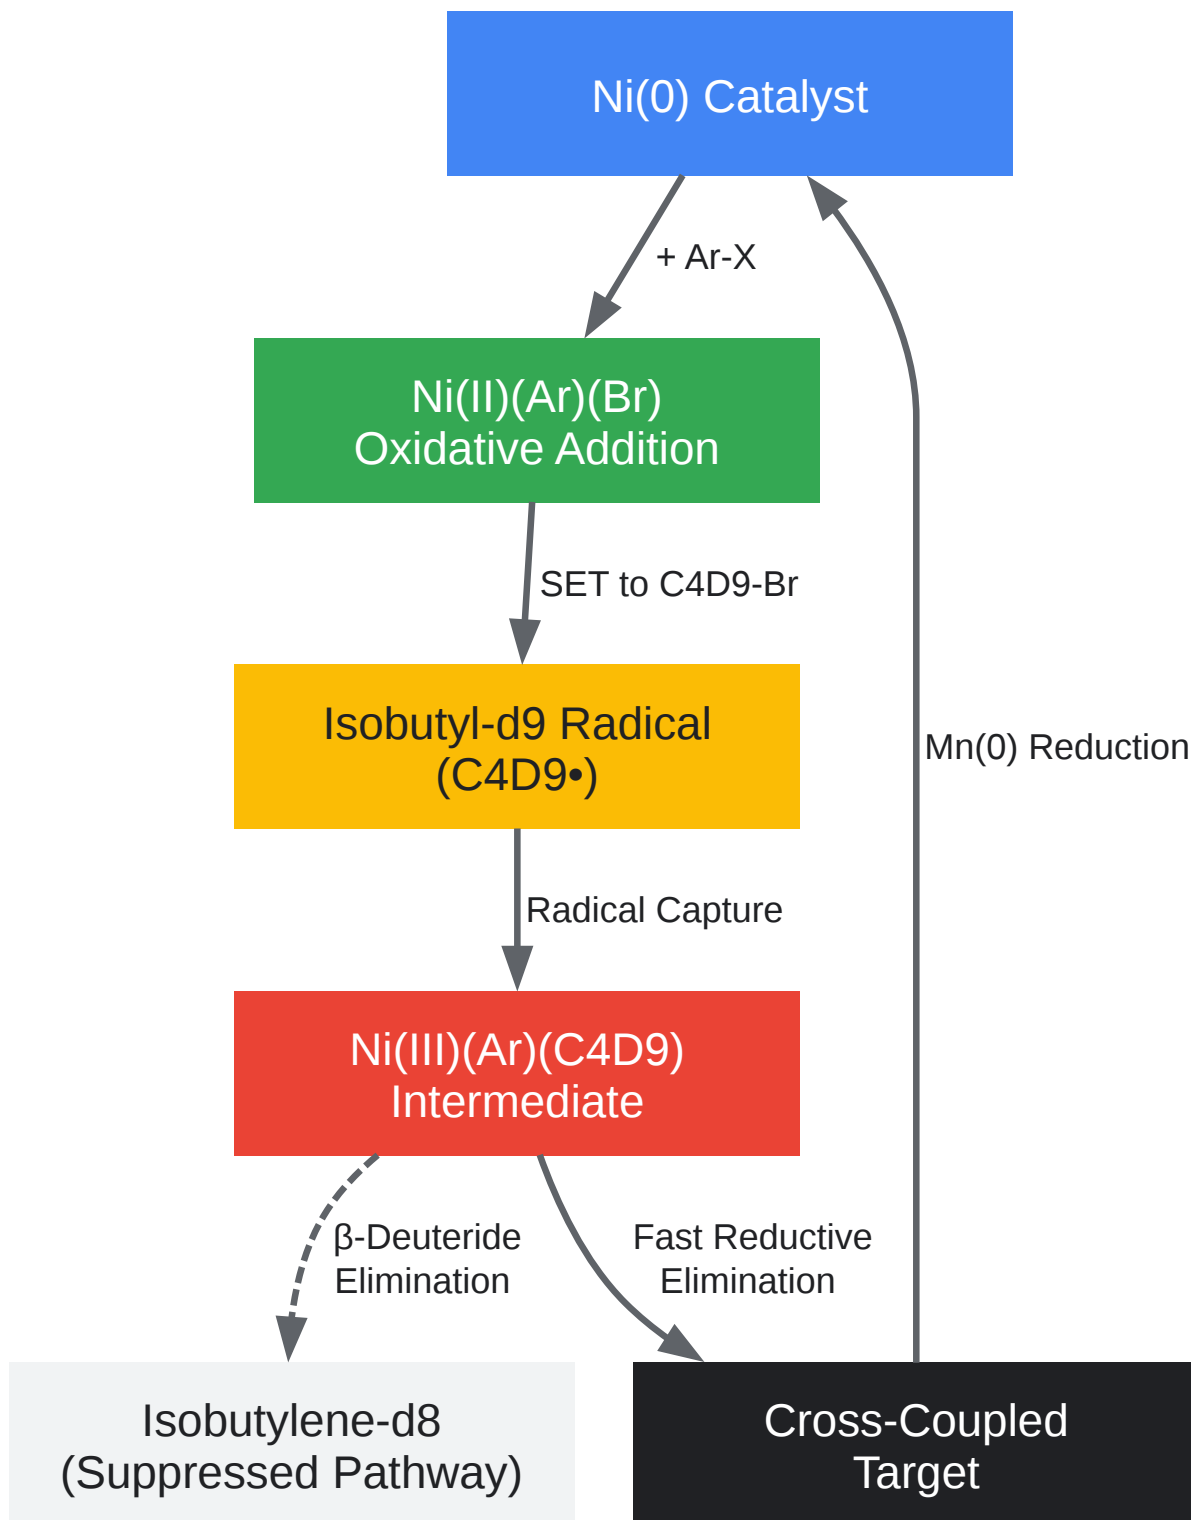 Ni(0) Catalyst
+ Ar-X
Ni(II)(Ar)(Br)
Oxidative Addition
SET to C4D9-Br
Isobutyl-d9 Radical
(C4D9•)
Mn(0) Reduction
Radical Capture
Ni(III)(Ar)(C4D9)
Intermediate
β-Deuteride
Elimination
Fast Reductive
Elimination
Isobutylene-d8
(Suppressed Pathway)
Cross-Coupled
Target